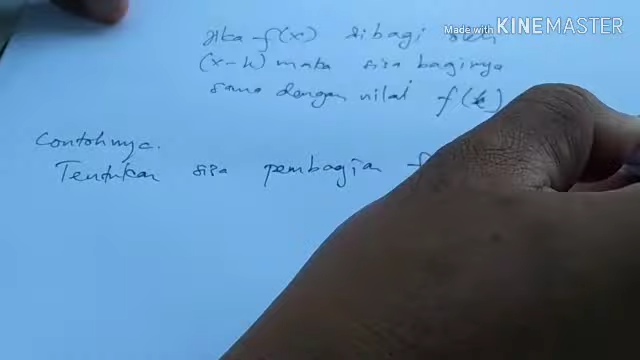 Made with KINEMASTER
Jika f(x) dibagi oleh
(x-k) maka sisa baginya
sama dengan nilai f(k)
Contohnya.
Tentukan sisa pembagian f